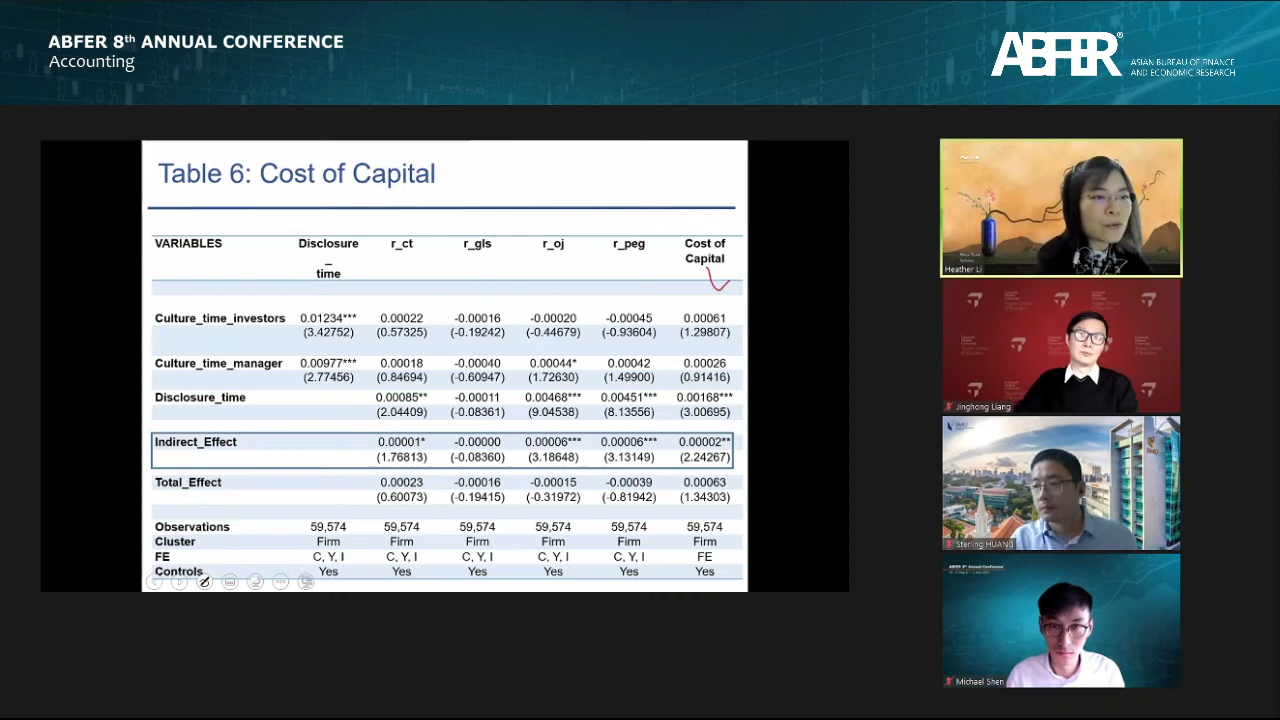 ABFER 8th ANNUAL CONFERENCE
Accounting
ABFER®
ASIAN BUREAU OF FINANCE
AND ECONOMIC RESEARCH
Table 6: Cost of Capital
VARIABLES Disclosure_time r_ct r_gls r_oj r_peg Cost of Capital
Culture_time_investors 0.01234*** 0.00022 -0.00016 -0.00020 -0.00045 0.00061
(3.42752) (0.57325) (-0.19242) (-0.44679) (-0.93604) (1.29807)
Culture_time_manager 0.00977*** 0.00018 -0.00040 0.00044* 0.00042 0.00026
(2.77456) (0.84694) (-0.60947) (1.72630) (1.49900) (0.91416)
Disclosure_time 0.00085** -0.00011 0.00468*** 0.00451*** 0.00168***
(2.04409) (-0.08361) (9.04538) (8.13556) (3.00695)
Indirect_Effect 0.00001* -0.00000 0.00006*** 0.00006*** 0.00002**
(1.76813) (-0.08360) (3.18648) (3.13149) (2.24267)
Total_Effect 0.00023 -0.00016 -0.00015 -0.00039 0.00063
(0.60073) (-0.19415) (-0.31972) (-0.81942) (1.34303)
Observations 59,574 59,574 59,574 59,574 59,574 59,574
Cluster Firm Firm Firm Firm Firm Firm
FE C, Y, I C, Y, I C, Y, I C, Y, I C, Y, I FE
Controls Yes Yes Yes Yes Yes Yes
Heather Li
Jinghong Liang
SMU
Sterling HUANG
ABFER 8th Annual Conference
Michael Shen